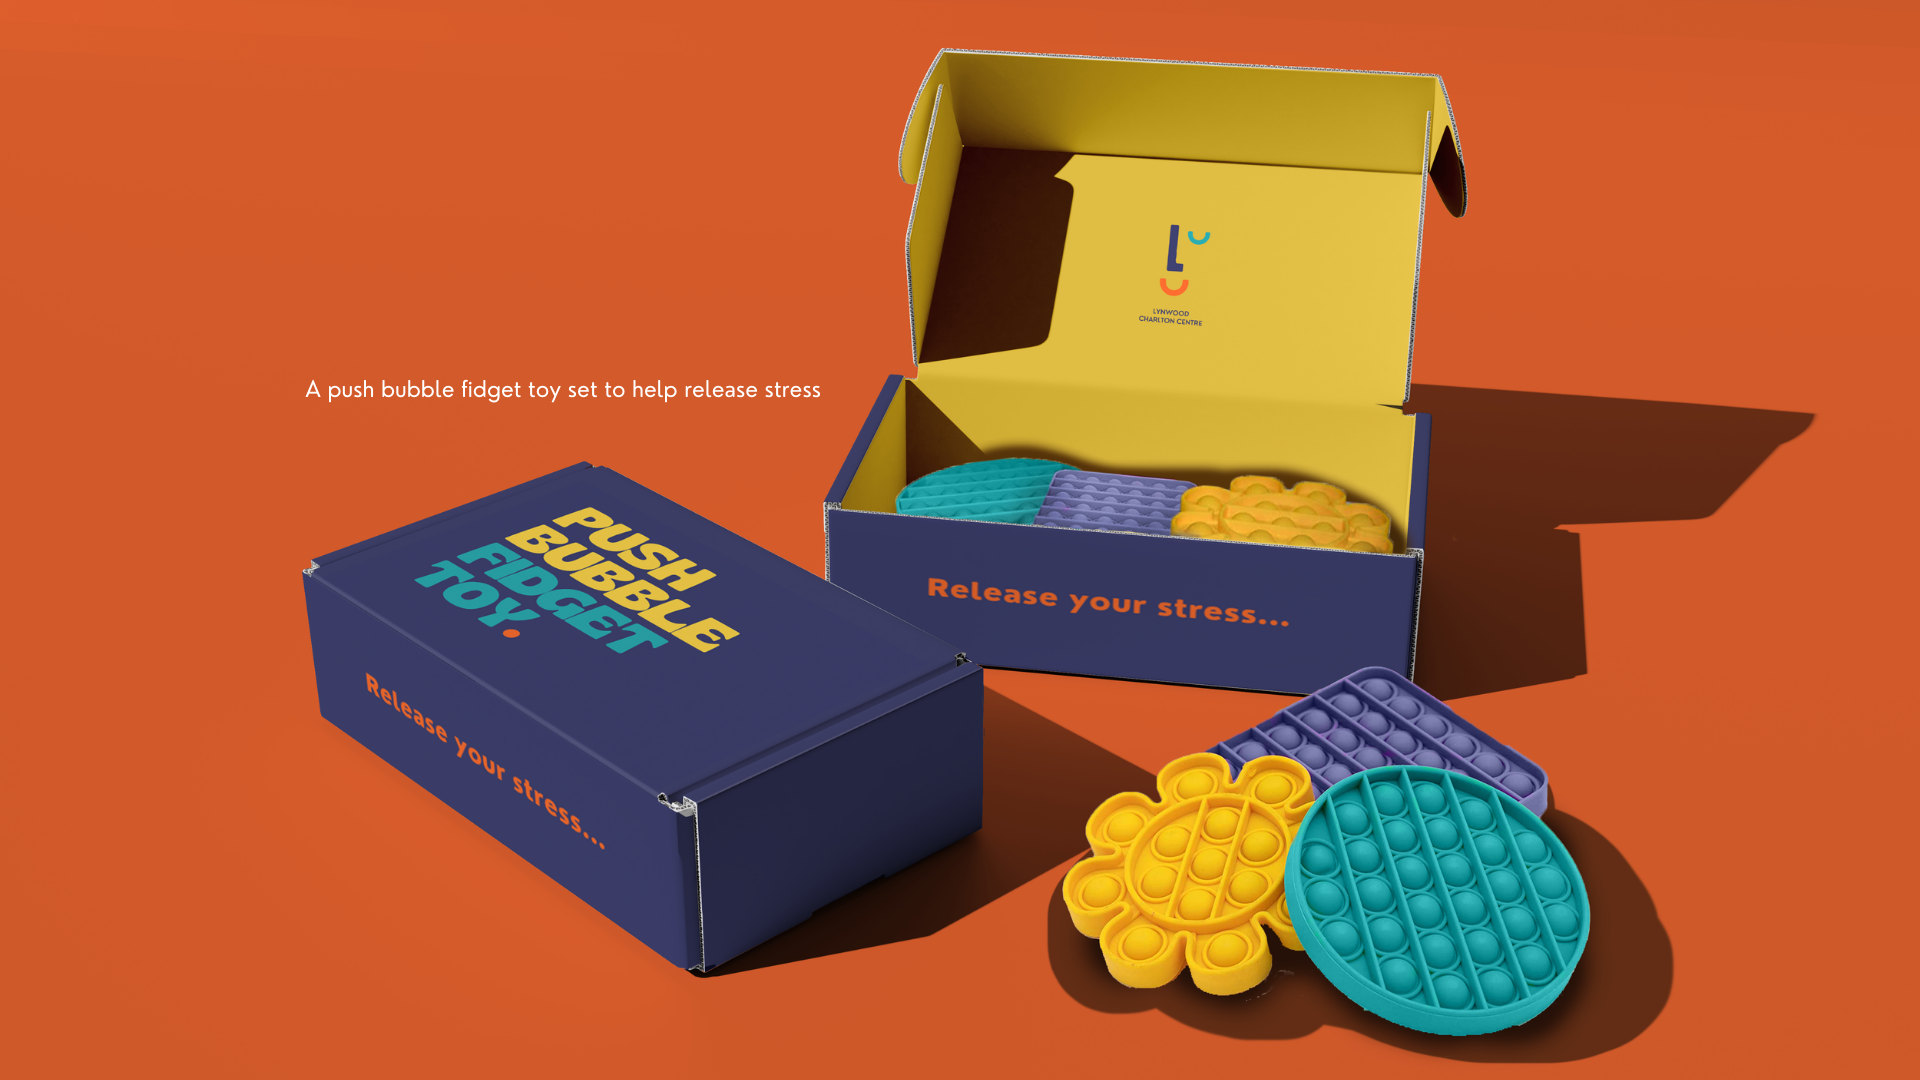 LYNWOOD
CHARLTON CENTRE
A push bubble fidget toy set to help release stress
PUSH
BUBBLE
FIDGET
TOY.
Release your stress...
Release your stress...